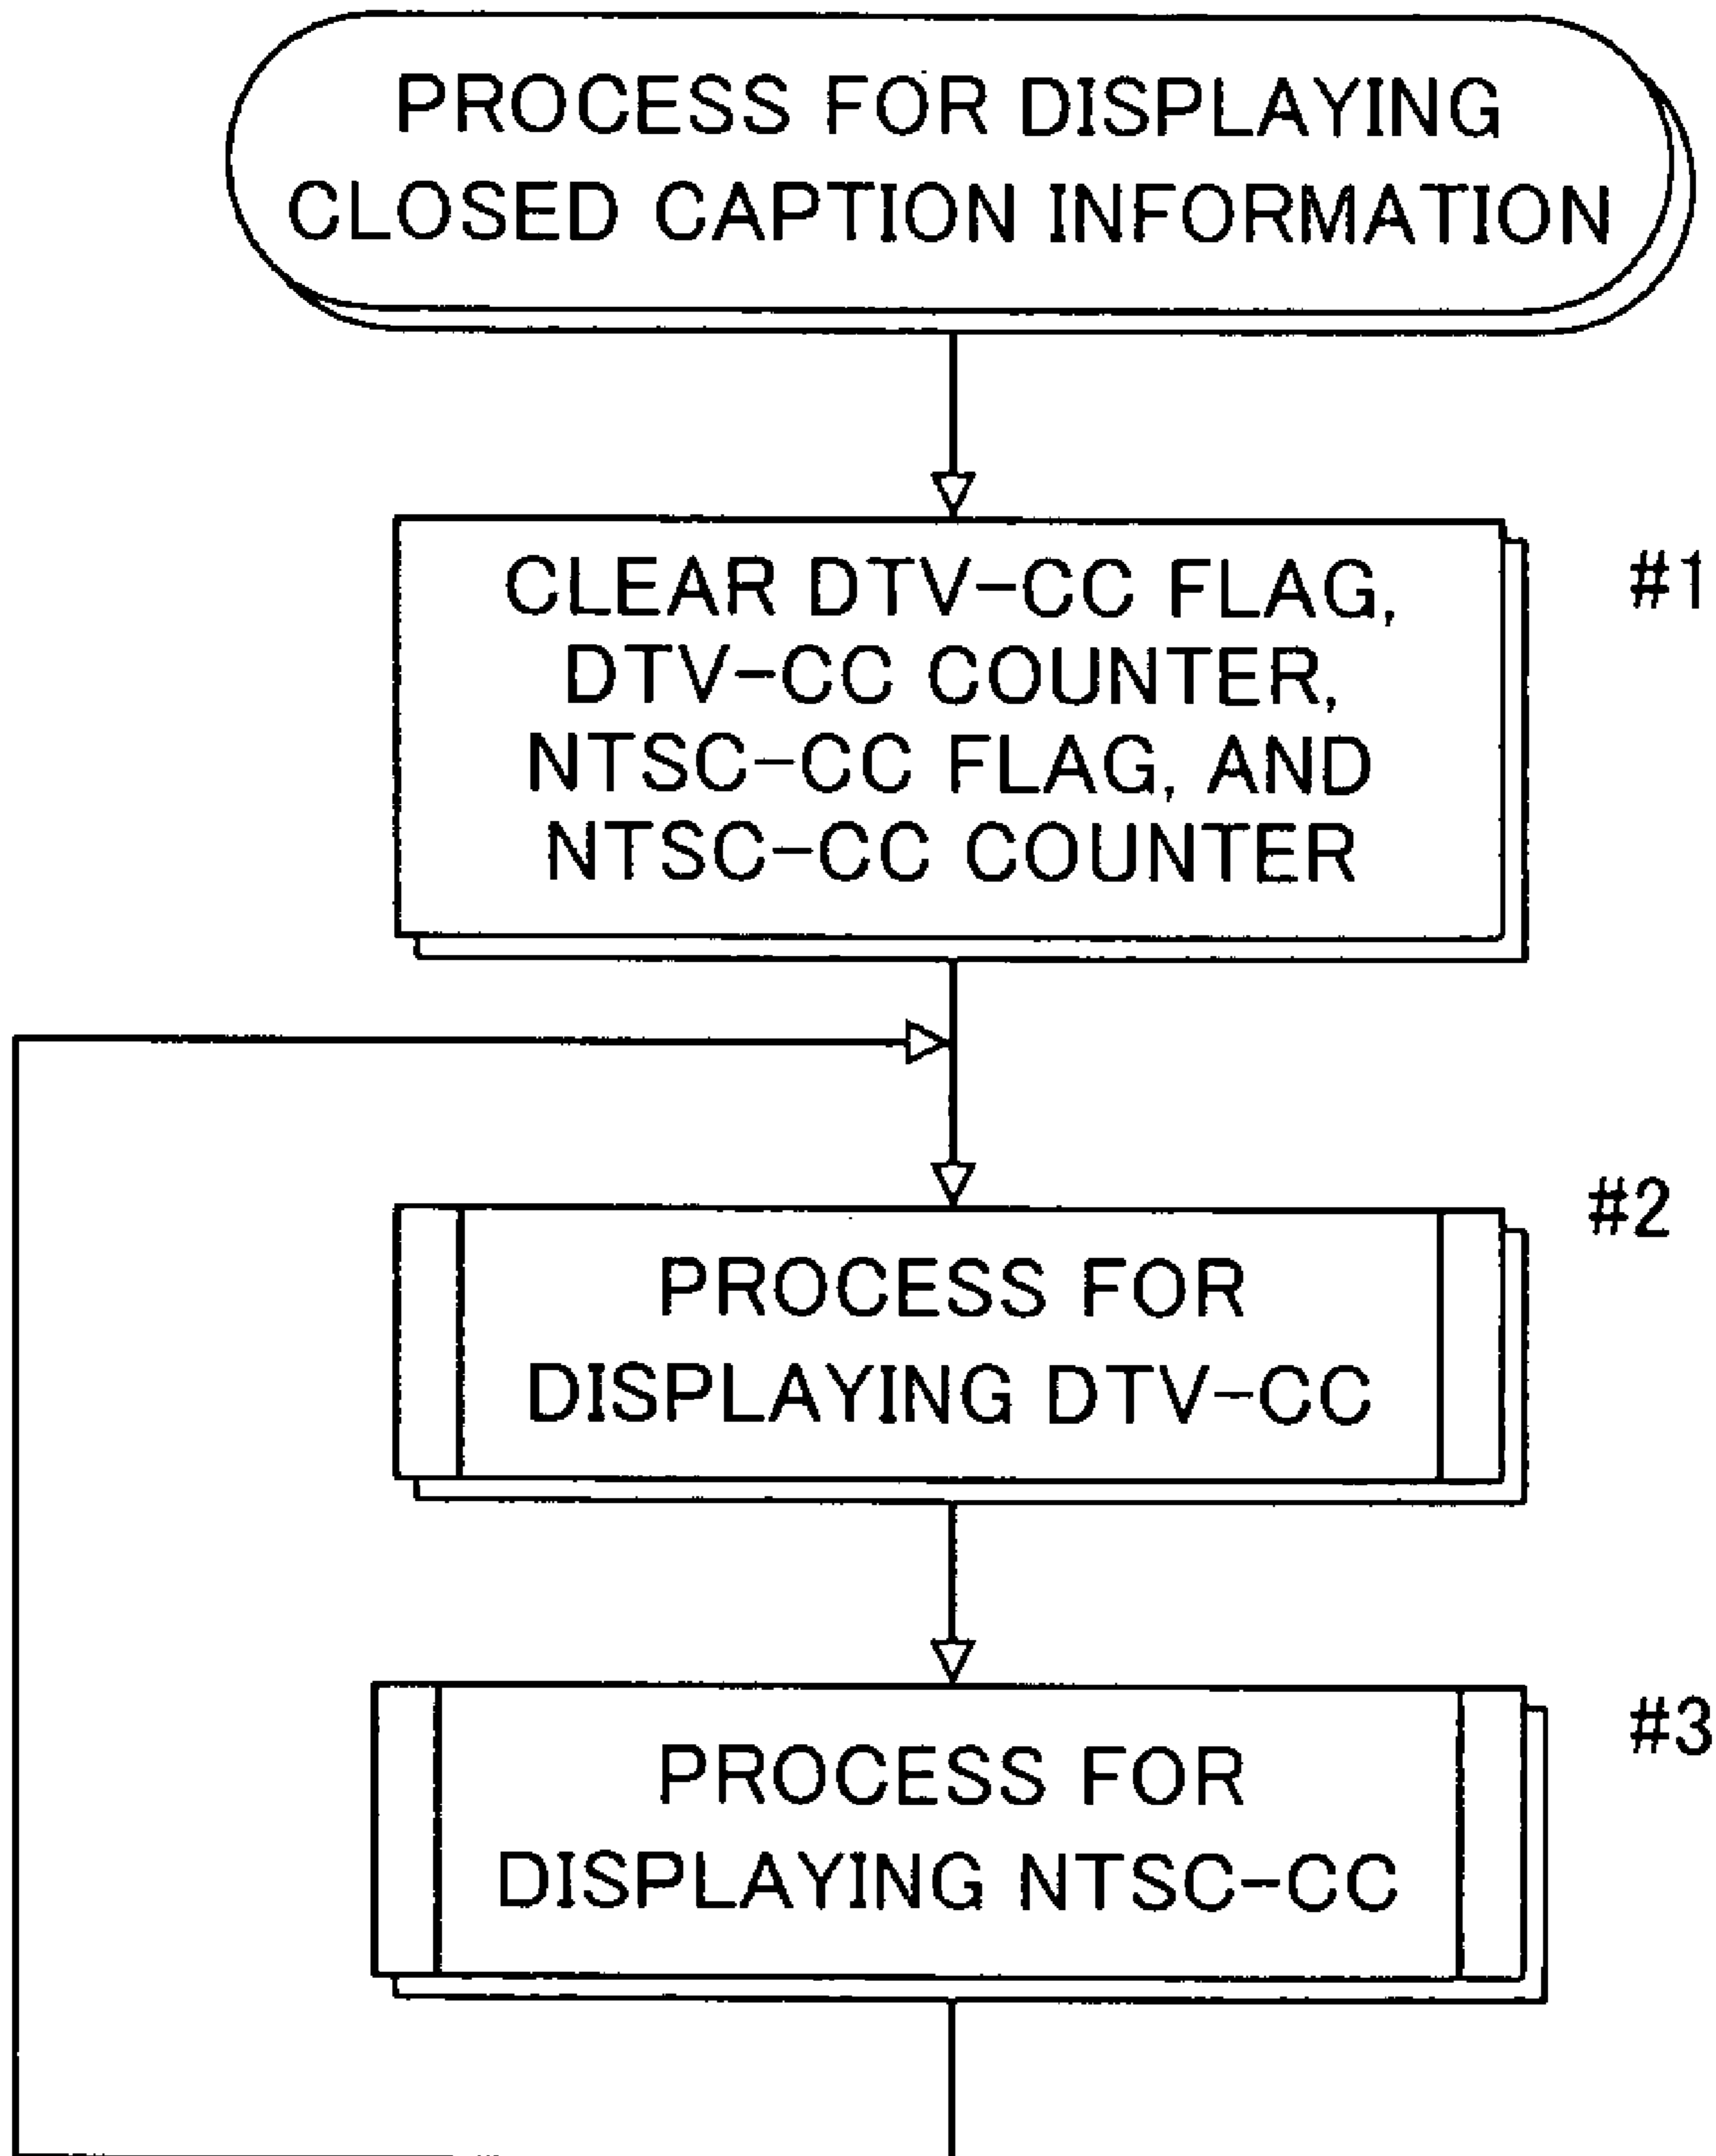 PROCESS FOR DISPLAYING
CLOSED CAPTION INFORMATION
#1
CLEAR DTV-CC FLAG,
DTV-CC COUNTER,
NTSC-CC FLAG, AND
NTSC-CC COUNTER
#2
PROCESS FOR
DISPLAYING DTV-CC
#3
PROCESS FOR
DISPLAYING NTSC-CC